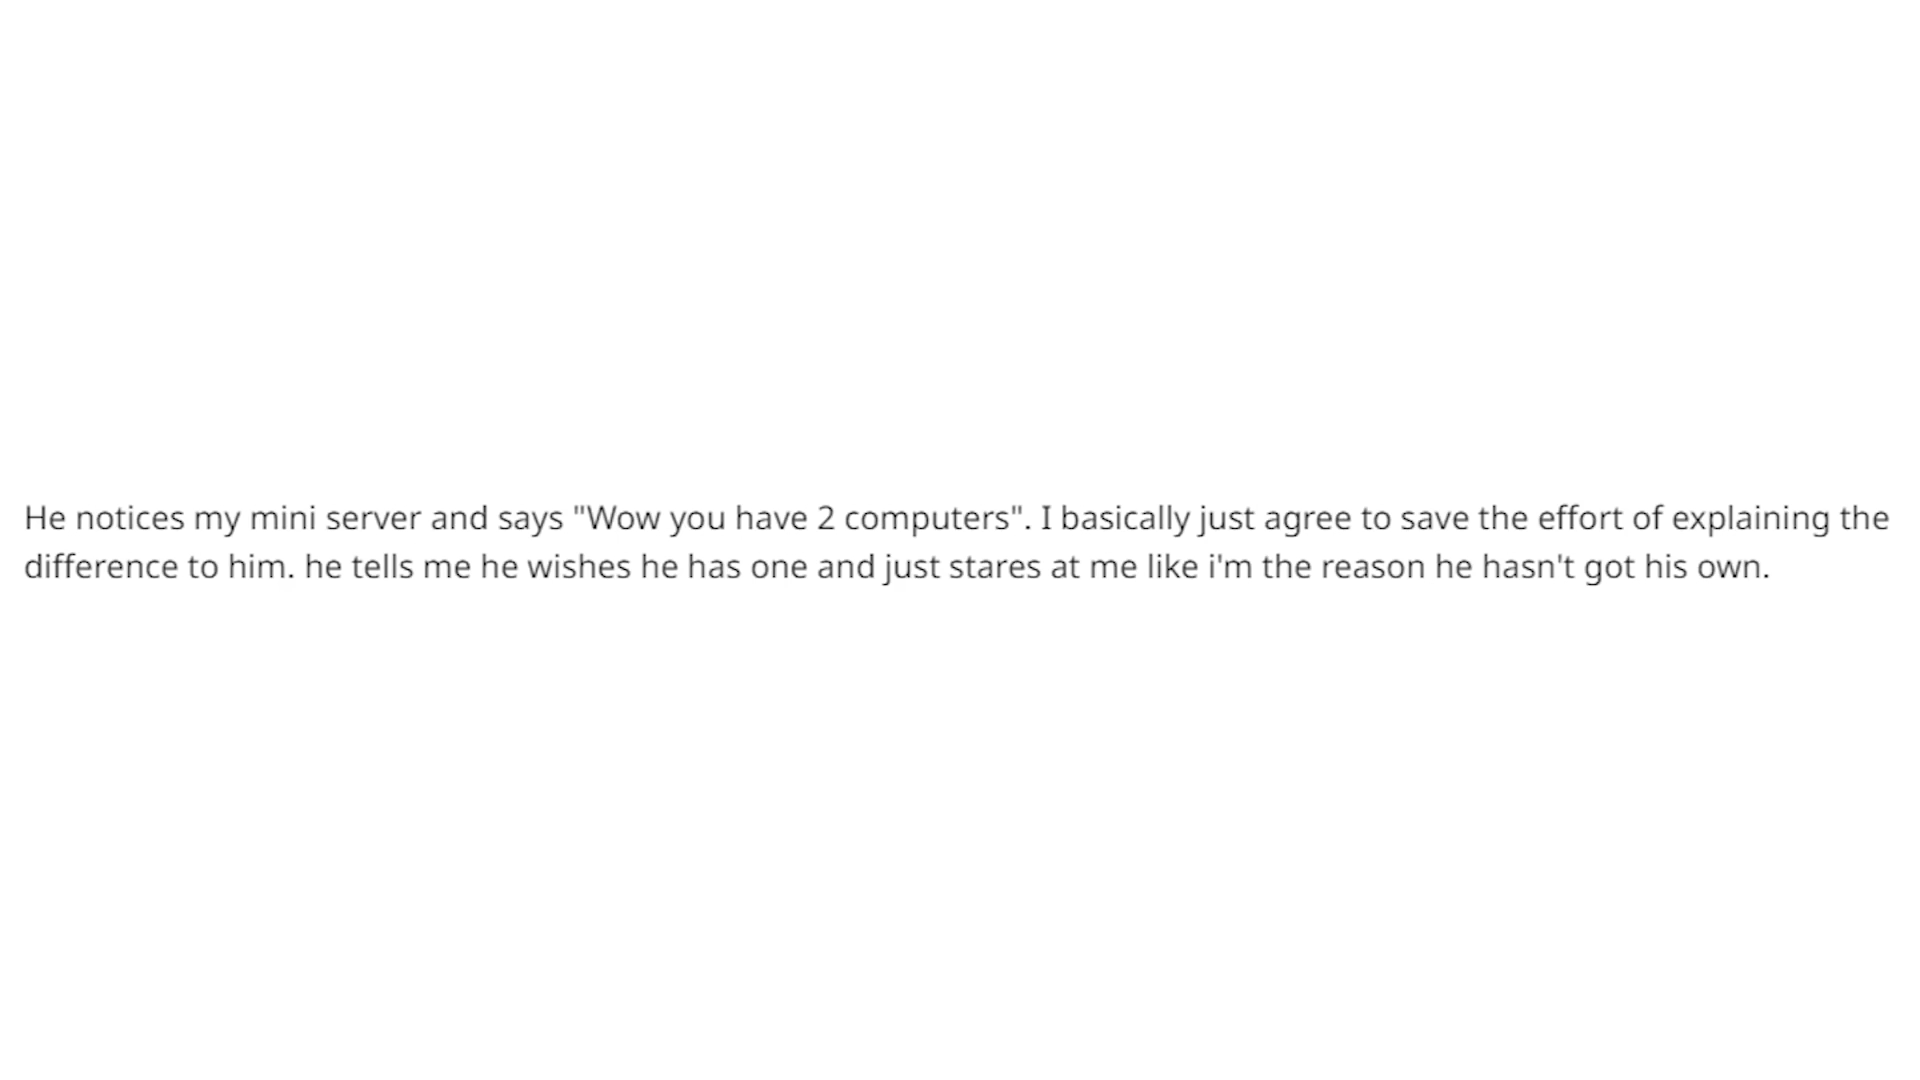 He notices my mini server and says "Wow you have 2 computers". I basically just agree to save the effort of explaining the
difference to him. he tells me he wishes he has one and just stares at me like i'm the reason he hasn't got his own.